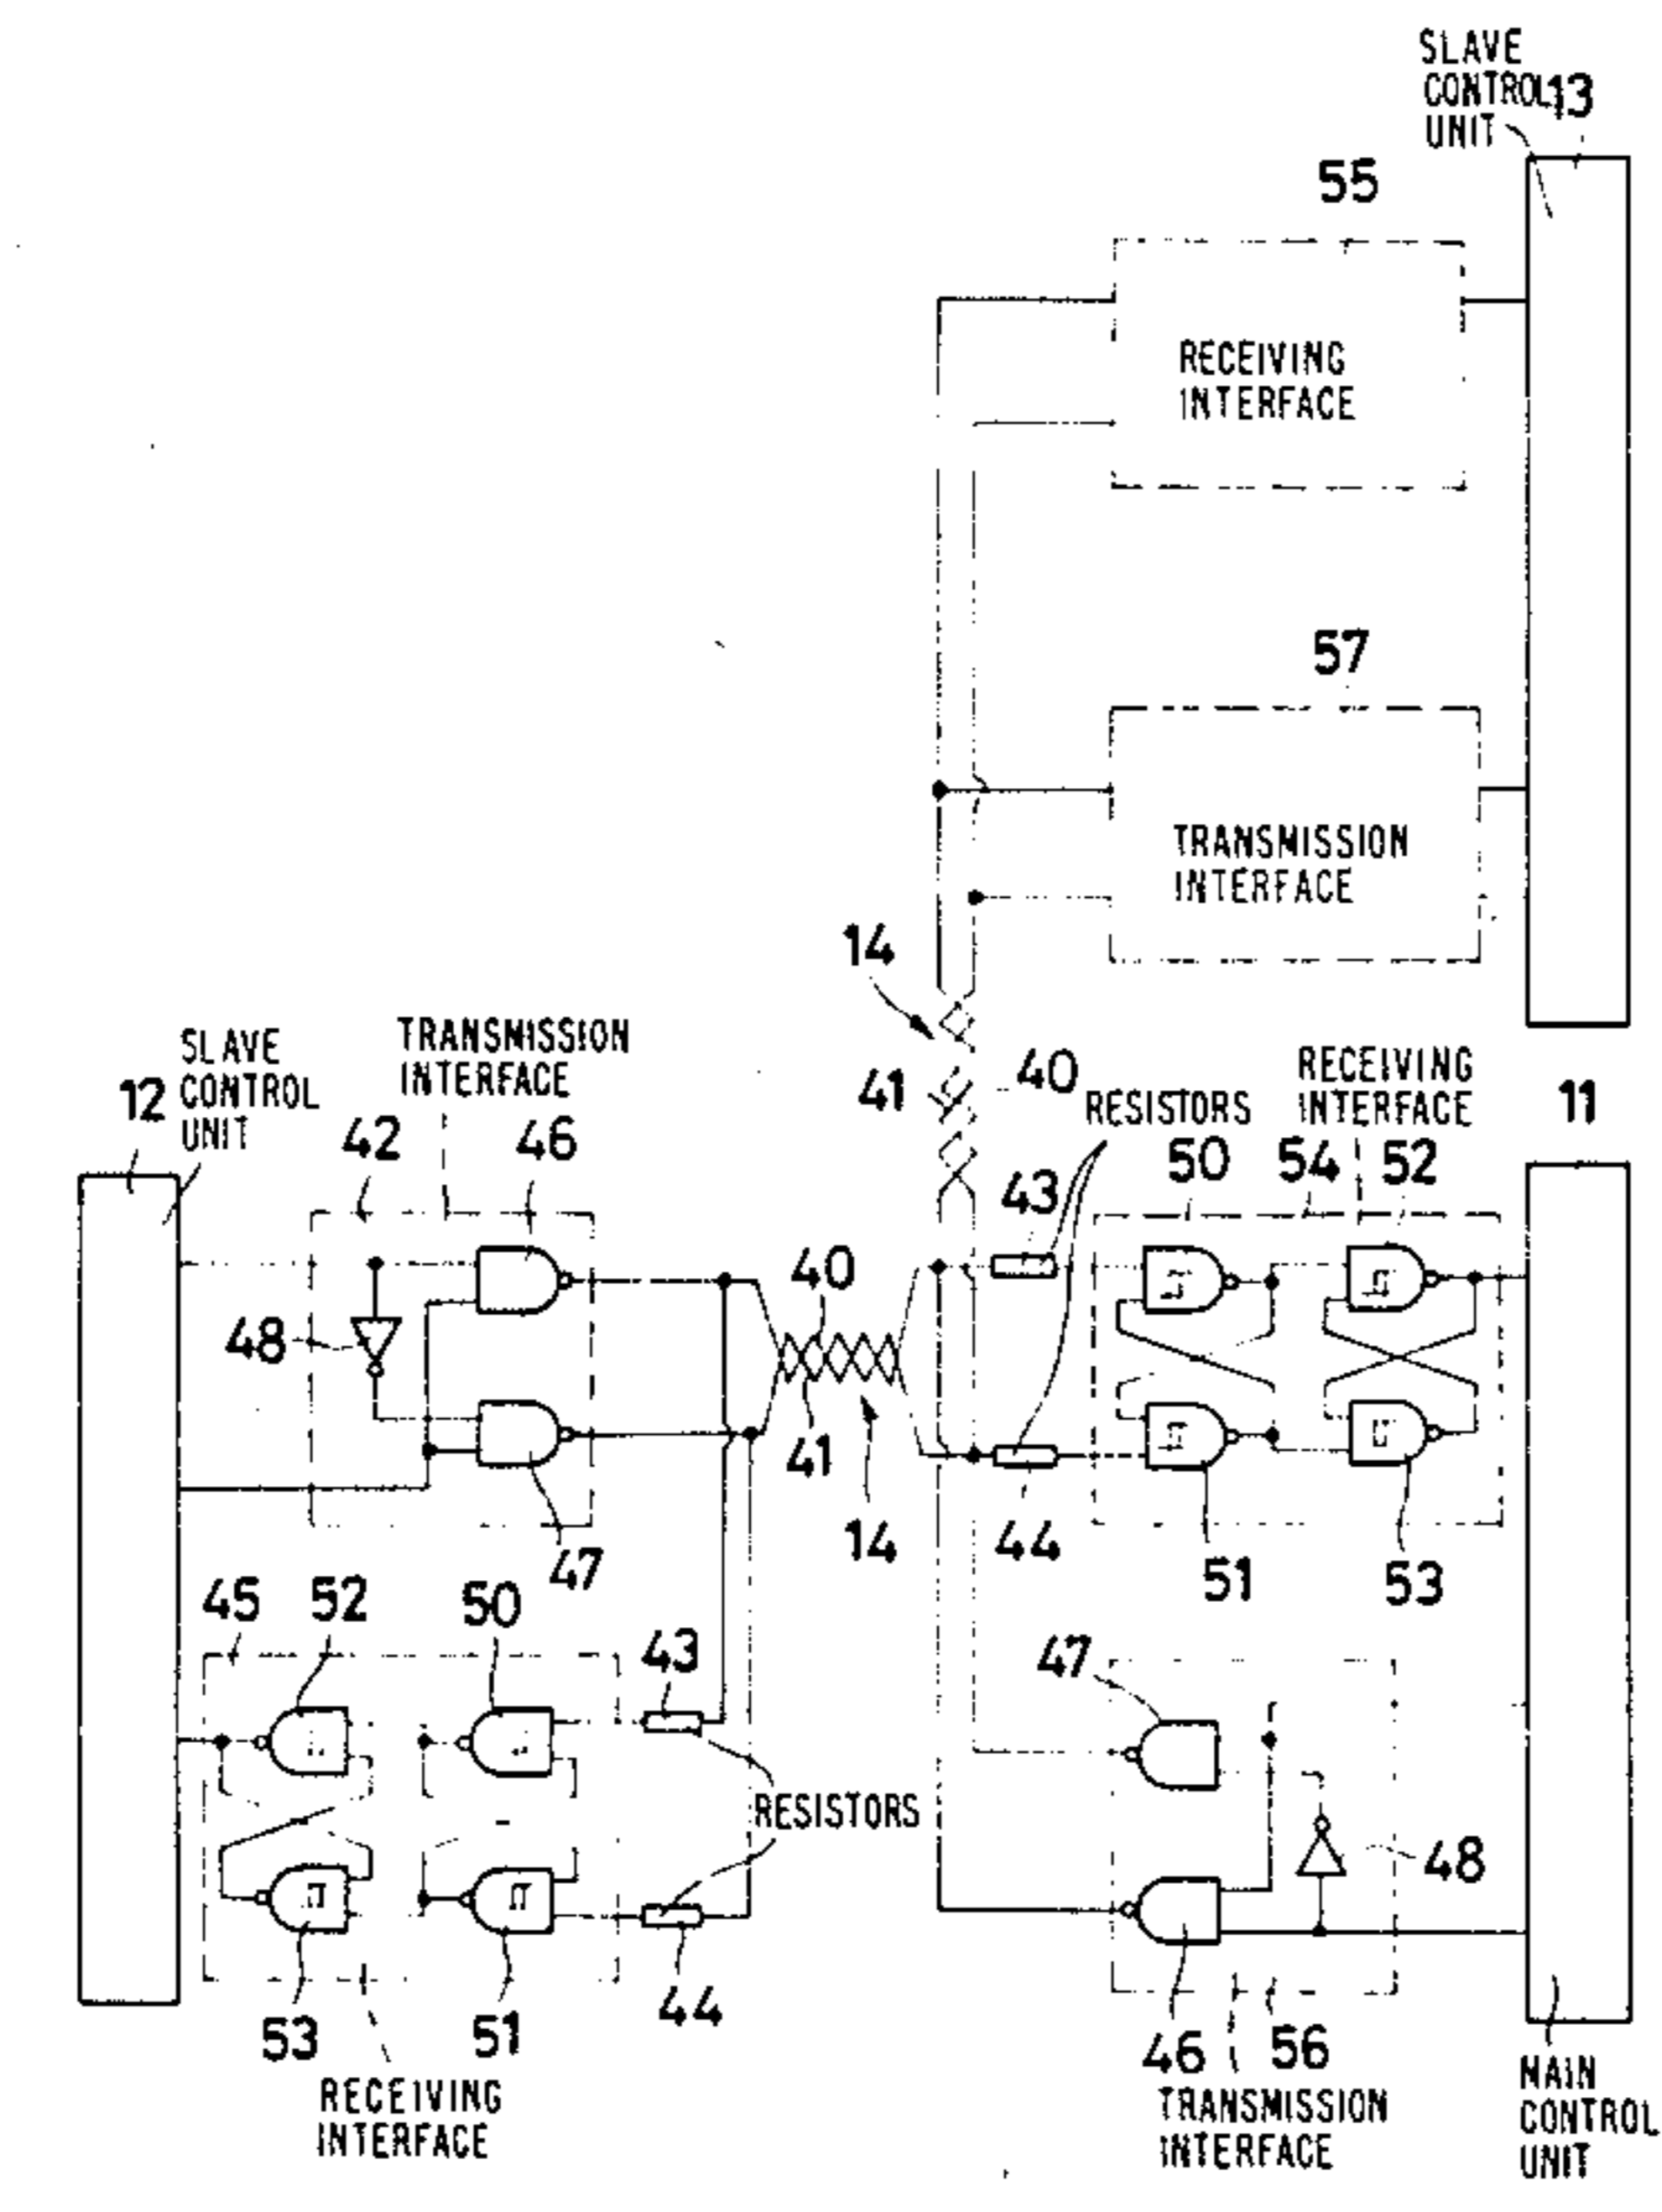 SLAVE
CONTROL 13
UNIT
55
RECEIVING
INTERFACE
57
TRANSMISSION
INTERFACE
14
41
40
SLAVE
CONTROL
UNIT
12
TRANSMISSION
INTERFACE
42
46
RESISTORS
RECEIVING
INTERFACE
11
43
50
54
52
48
40
41
14
44
51
53
47
45
52
50
43
RESISTORS
47
48
53
51
44
46
56
RECEIVING
INTERFACE
TRANSMISSION
INTERFACE
MAIN
CONTROL
UNIT